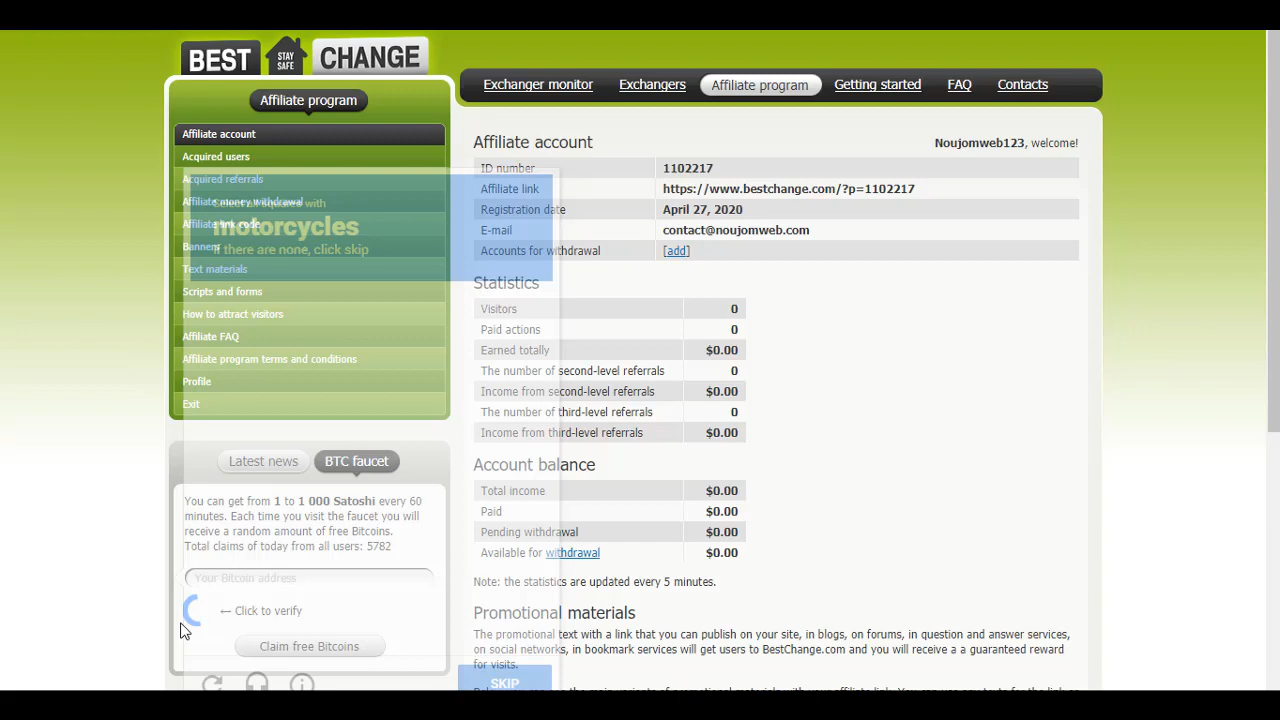 BEST STAY SAFE CHANGE
Exchanger monitor Exchangers Affiliate program Getting started FAQ Contacts
Affiliate program
Affiliate account
Acquired users
Acquired referrals
Affiliate money withdrawal
Affiliate link code
Banners
Text materials
Scripts and forms
How to attract visitors
Affiliate FAQ
Affiliate program terms and conditions
Profile
Exit
Select all squares with
motorcycles
If there are none, click skip
Latest news BTC faucet
You can get from 1 to 1 000 Satoshi every 60
minutes. Each time you visit the faucet you will
receive a random amount of free Bitcoins.
Total claims of today from all users: 5782
Your Bitcoin address
← Click to verify
Claim free Bitcoins
SKIP
Affiliate account Noujomweb123, welcome!
ID number 1102217
Affiliate link https://www.bestchange.com/?p=1102217
Registration date April 27, 2020
E-mail contact@noujomweb.com
Accounts for withdrawal [add]
Statistics
Visitors 0
Paid actions 0
Earned totally $0.00
The number of second-level referrals 0
Income from second-level referrals $0.00
The number of third-level referrals 0
Income from third-level referrals $0.00
Account balance
Total income $0.00
Paid $0.00
Pending withdrawal $0.00
Available for withdrawal $0.00
Note: the statistics are updated every 5 minutes.
Promotional materials
The promotional text with a link that you can publish on your site, in blogs, on forums, in question and answer services,
on social networks, in bookmark services will get users to BestChange.com and you will receive a a guaranteed reward
for visits.